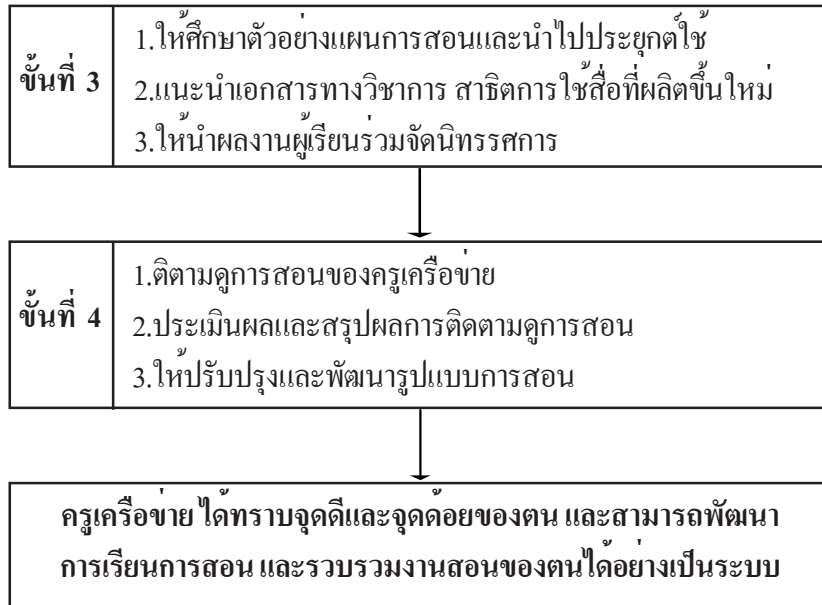 ขั้นที่ 3
1.ให้ศึกษาตัวอย่างแผนการสอนและนำไปประยุกต์ใช้
2.แนะนำเอกสารทางวิชาการ สาธิตการใช้สื่อที่ผลิตขึ้นใหม่
3.ให้นำผลงานผู้เรียนร่วมจัดนิทรรศการ
ขั้นที่ 4
1.ติตามดูการสอนของครูเครือข่าย
2.ประเมินผลและสรุปผลการติดตามดูการสอน
3.ให้ปรับปรุงและพัฒนารูปแบบการสอน
ครูเครือข่าย ได้ทราบจุดดีและจุดด้อยของตน และสามารถพัฒนา
การเรียนการสอน และรวบรวมงานสอนของตนได้อย่างเป็นระบบ